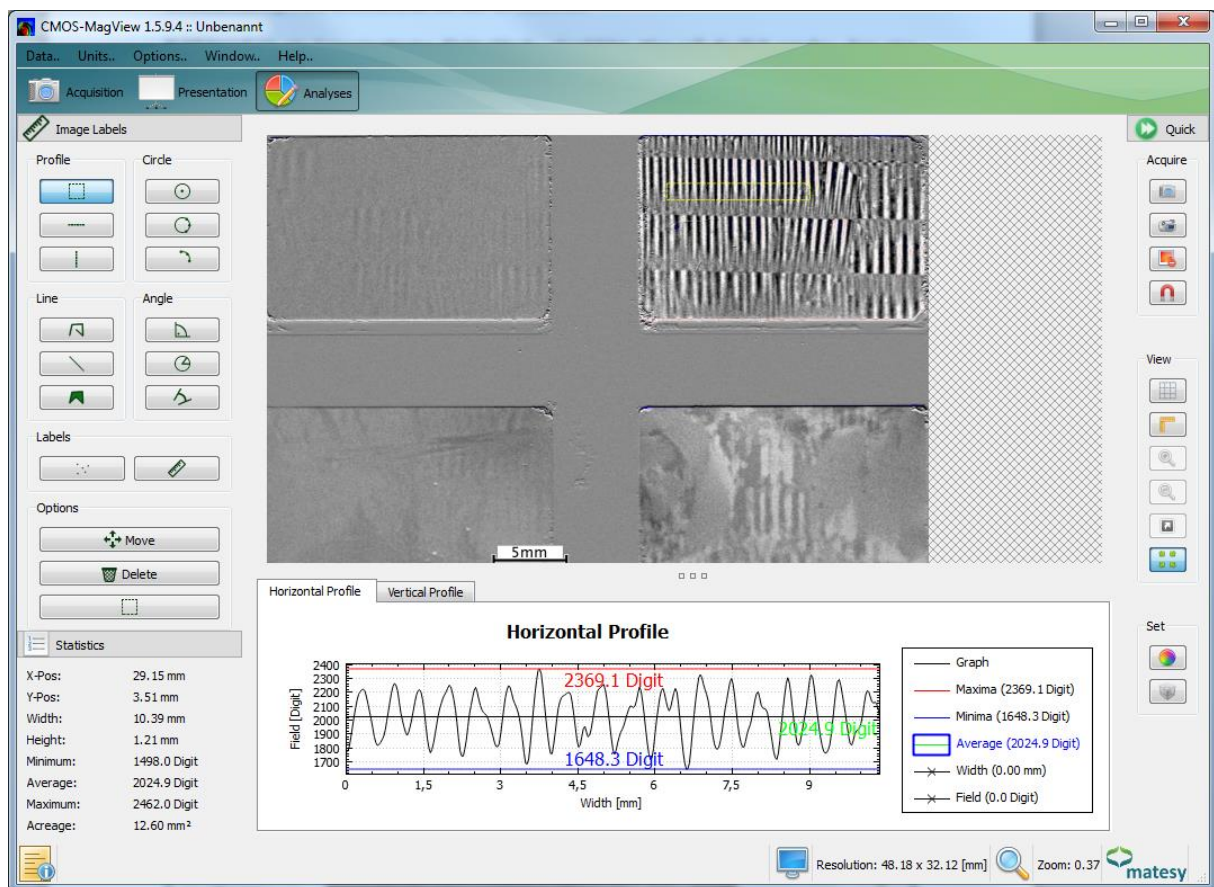 CMOS-MagView 1.5.9.4 :: Unbenannt
Data.. Units.. Options.. Window.. Help..
Acquisition Presentation Analyses
Image Labels
Profile Circle
Line Angle
Labels
Options
Move
Delete
Statistics
X-Pos: 29.15 mm
Y-Pos: 3.51 mm
Width: 10.39 mm
Height: 1.21 mm
Minimum: 1498.0 Digit
Average: 2024.9 Digit
Maximum: 2462.0 Digit
Acreage: 12.60 mm²
5mm
Horizontal Profile Vertical Profile
Horizontal Profile
Field [Digit]
2400
2300
2200
2100
2000
1900
1800
1700
2369.1 Digit
2024.9 Digit
1648.3 Digit
0 1,5 3 4,5 6 7,5 9
Width [mm]
Graph
Maxima (2369.1 Digit)
Minima (1648.3 Digit)
Average (2024.9 Digit)
Width (0.00 mm)
Field (0.0 Digit)
Quick
Acquire
View
Set
Resolution: 48.18 x 32.12 [mm] Zoom: 0.37 matesy